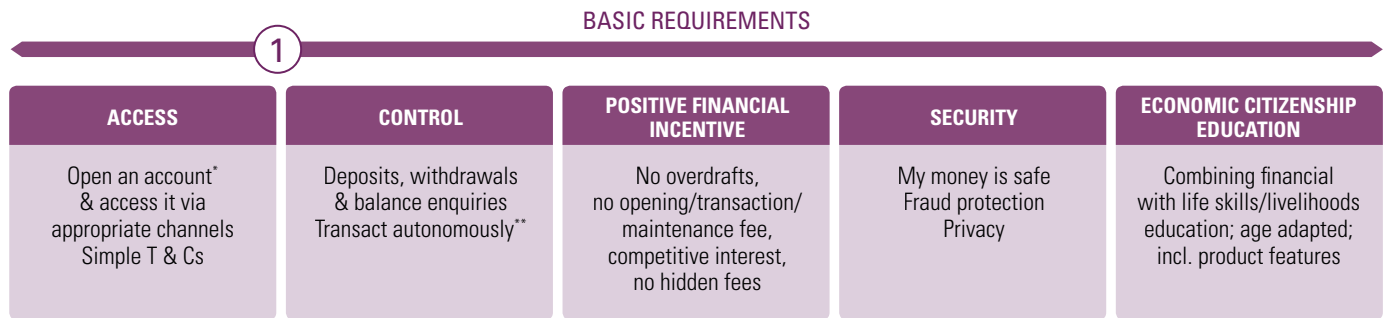 BASIC REQUIREMENTS
1
ACCESS
Open an account*
& access it via
appropriate channels
Simple T & Cs
CONTROL
Deposits, withdrawals
& balance enquiries
Transact autonomously**
POSITIVE FINANCIAL
INCENTIVE
No overdrafts,
no opening/transaction/
maintenance fee,
competitive interest,
no hidden fees
SECURITY
My money is safe
Fraud protection
Privacy
ECONOMIC CITIZENSHIP
EDUCATION
Combining financial
with life skills/livelihoods
education; age adapted;
incl. product features